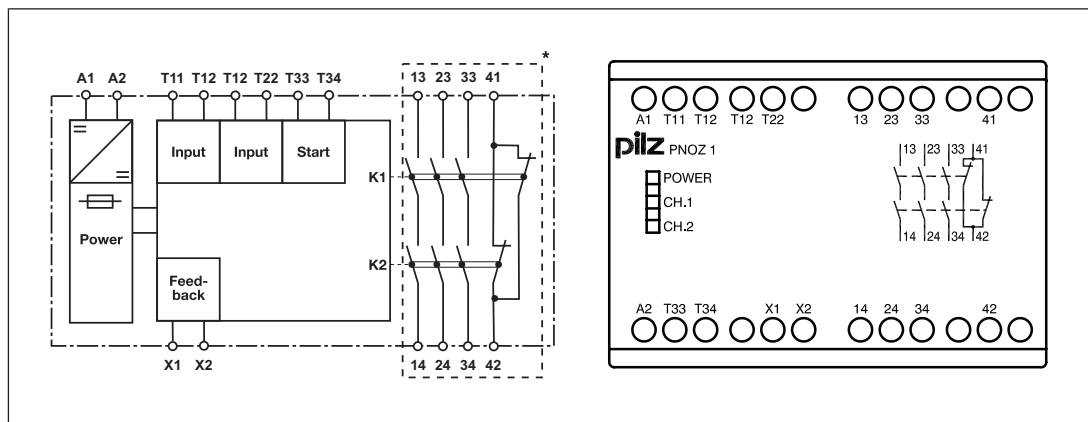 *
A1 A2 T11 T12 T12 T22 T33 T34 13 23 33 41
Input Input Start
K1
Power
K2
Feed-
back
X1 X2 14 24 34 42
A1 T11 T12 T12 T22 13 23 33 41
pilz PNOZ 1
13 23 33 41
POWER
CH.1
CH.2
14 24 34 42
A2 T33 T34 X1 X2 14 24 34 42